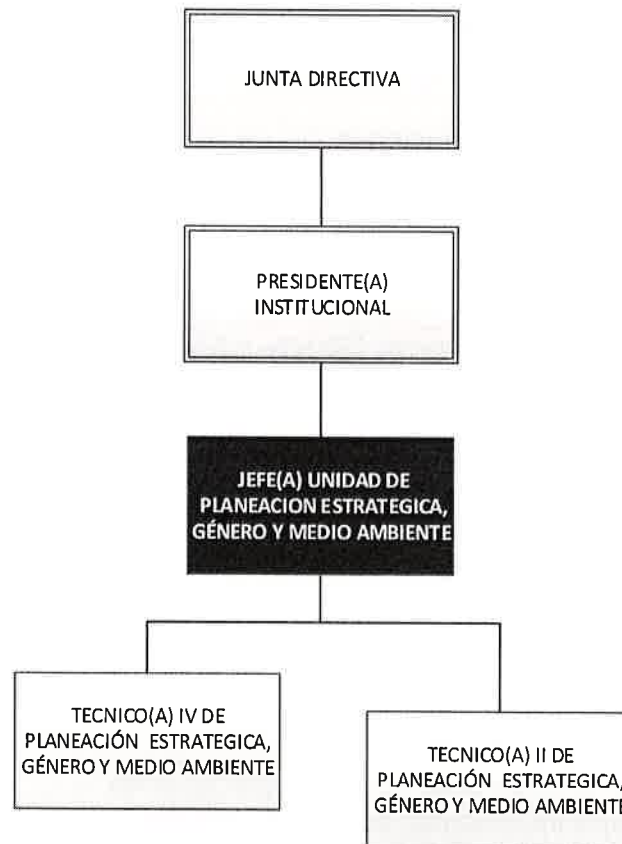 JUNTA DIRECTIVA
PRESIDENTE(A)
INSTITUCIONAL
JEFE(A) UNIDAD DE
PLANEACION ESTRATEGICA,
GÉNERO Y MEDIO AMBIENTE
TECNICO(A) IV DE
PLANEACIÓN ESTRATEGICA,
GÉNERO Y MEDIO AMBIENTE
TECNICO(A) II DE
PLANEACIÓN ESTRATEGICA,
GÉNERO Y MEDIO AMBIENTE